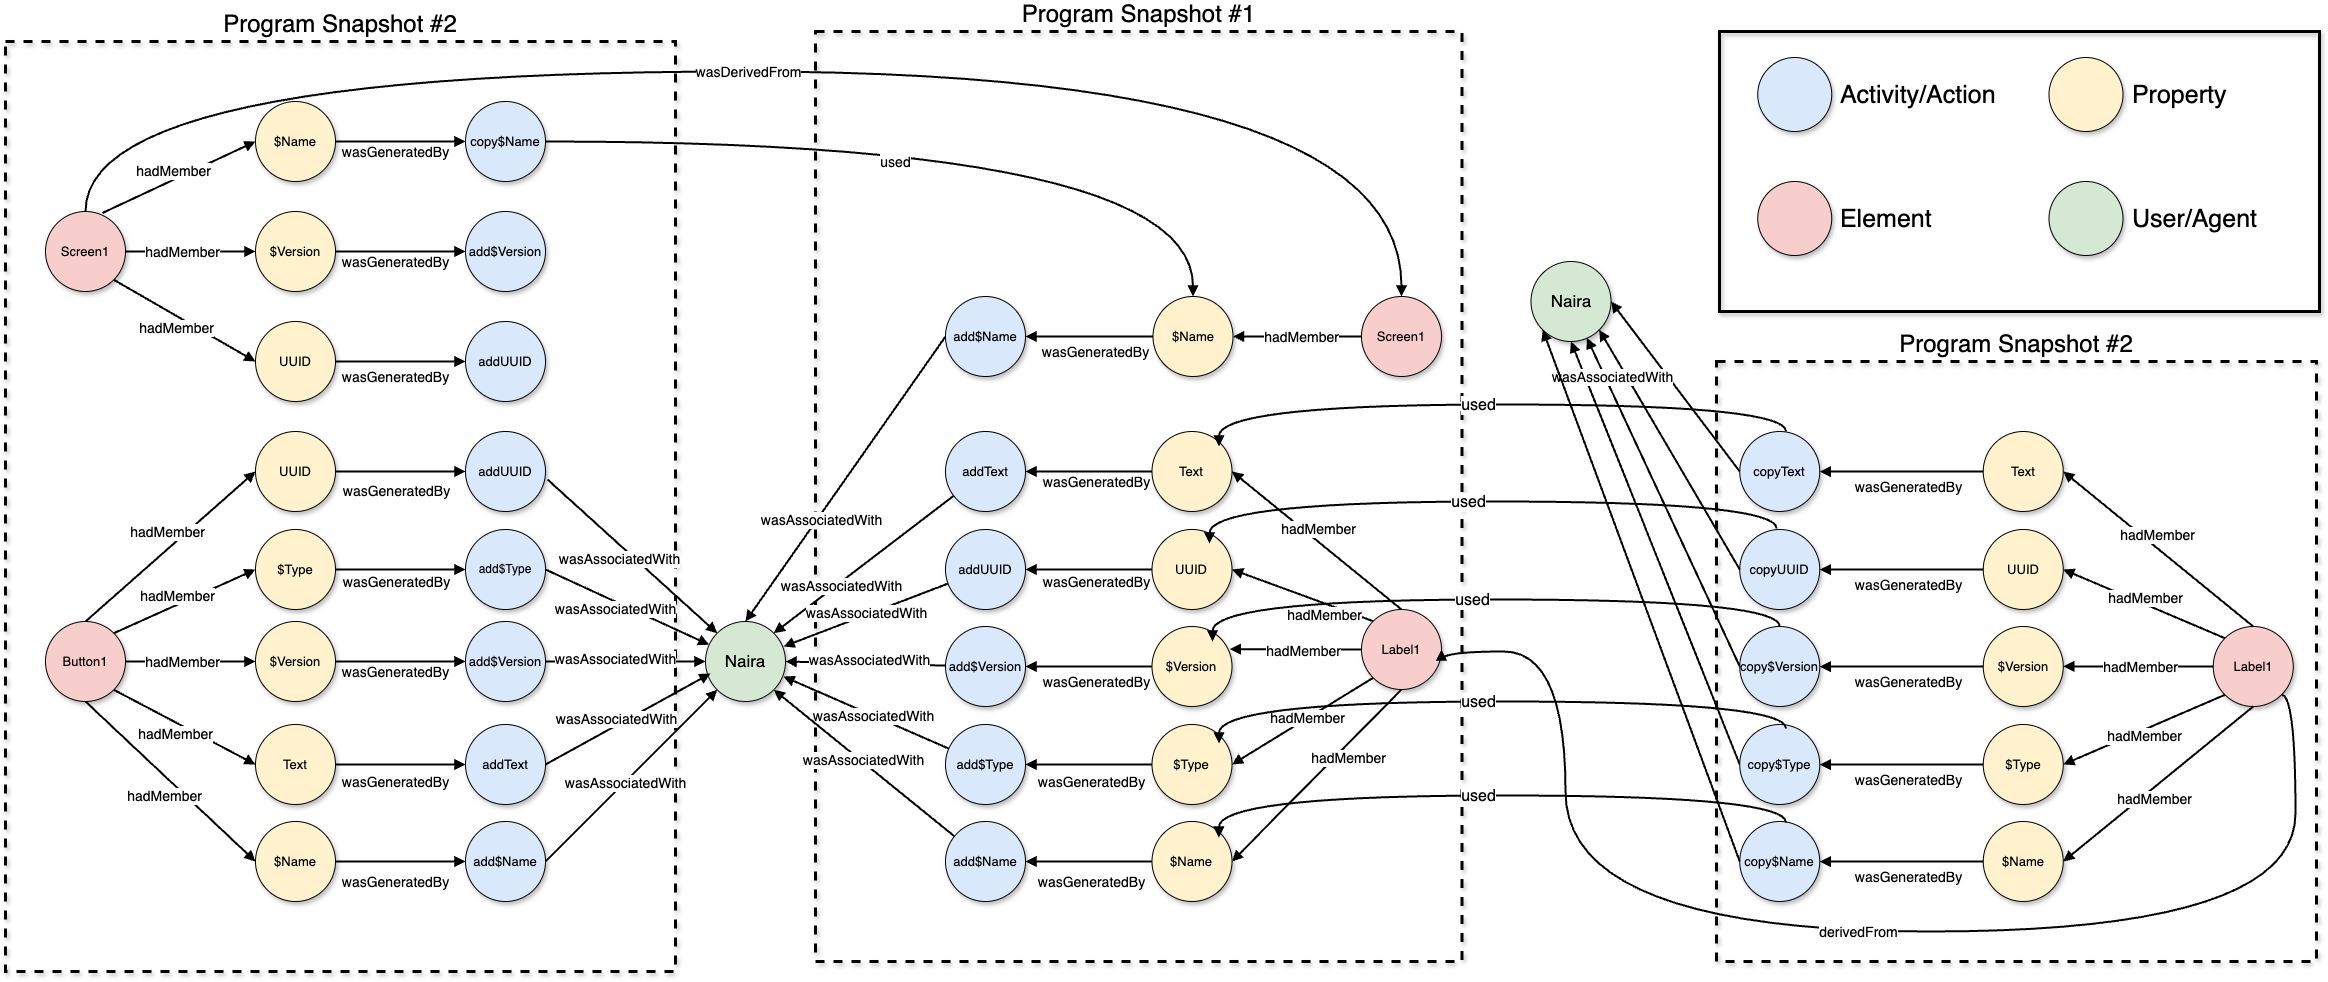 Program Snapshot #2
Program Snapshot #1
wasDerivedFrom
Activity/Action
Property
Element
User/Agent
$Name
wasGeneratedBy
copy$Name
used
hadMember
Screen1
hadMember
$Version
wasGeneratedBy
add$Version
hadMember
UUID
wasGeneratedBy
addUUID
add$Name
wasGeneratedBy
$Name
hadMember
Screen1
Naira
wasAssociatedWith
Program Snapshot #2
UUID
wasGeneratedBy
addUUID
hadMember
$Type
wasGeneratedBy
add$Type
hadMember
Button1
hadMember
$Version
wasGeneratedBy
add$Version
hadMember
Text
wasGeneratedBy
addText
hadMember
$Name
wasGeneratedBy
add$Name
wasAssociatedWith
wasAssociatedWith
wasAssociatedWith
wasAssociatedWith
wasAssociatedWith
Naira
wasAssociatedWith
wasAssociatedWith
wasAssociatedWith
wasAssociatedWith
wasAssociatedWith
wasAssociatedWith
addText
wasGeneratedBy
Text
hadMember
addUUID
wasGeneratedBy
UUID
hadMember
add$Version
wasGeneratedBy
$Version
hadMember
Label1
add$Type
wasGeneratedBy
$Type
hadMember
add$Name
wasGeneratedBy
$Name
hadMember
used
used
used
used
used
copyText
wasGeneratedBy
Text
hadMember
copyUUID
wasGeneratedBy
UUID
hadMember
copy$Version
wasGeneratedBy
$Version
hadMember
Label1
copy$Type
wasGeneratedBy
$Type
hadMember
copy$Name
wasGeneratedBy
$Name
hadMember
derivedFrom